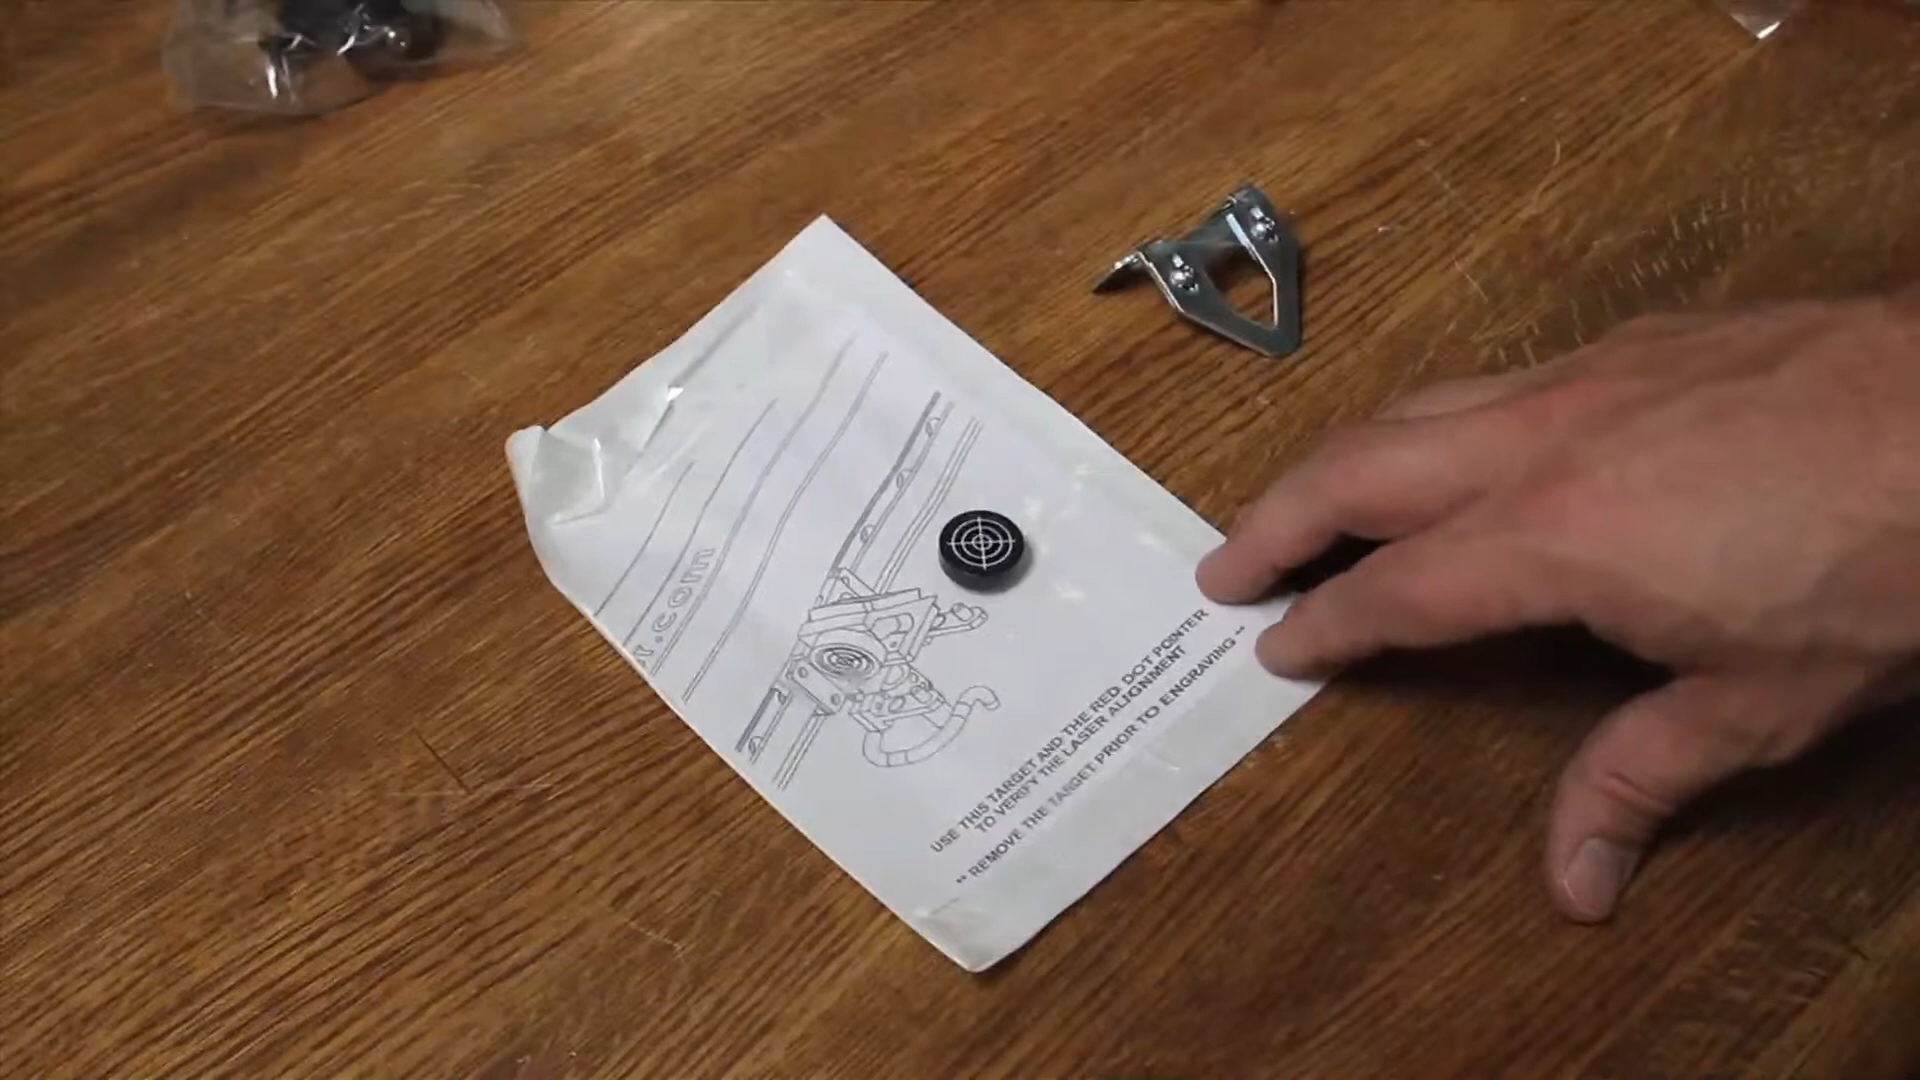 .com
USE THIS TARGET AND THE RED DOT POINTER
TO VERIFY THE LASER ALIGNMENT
** REMOVE THE TARGET PRIOR TO ENGRAVING **